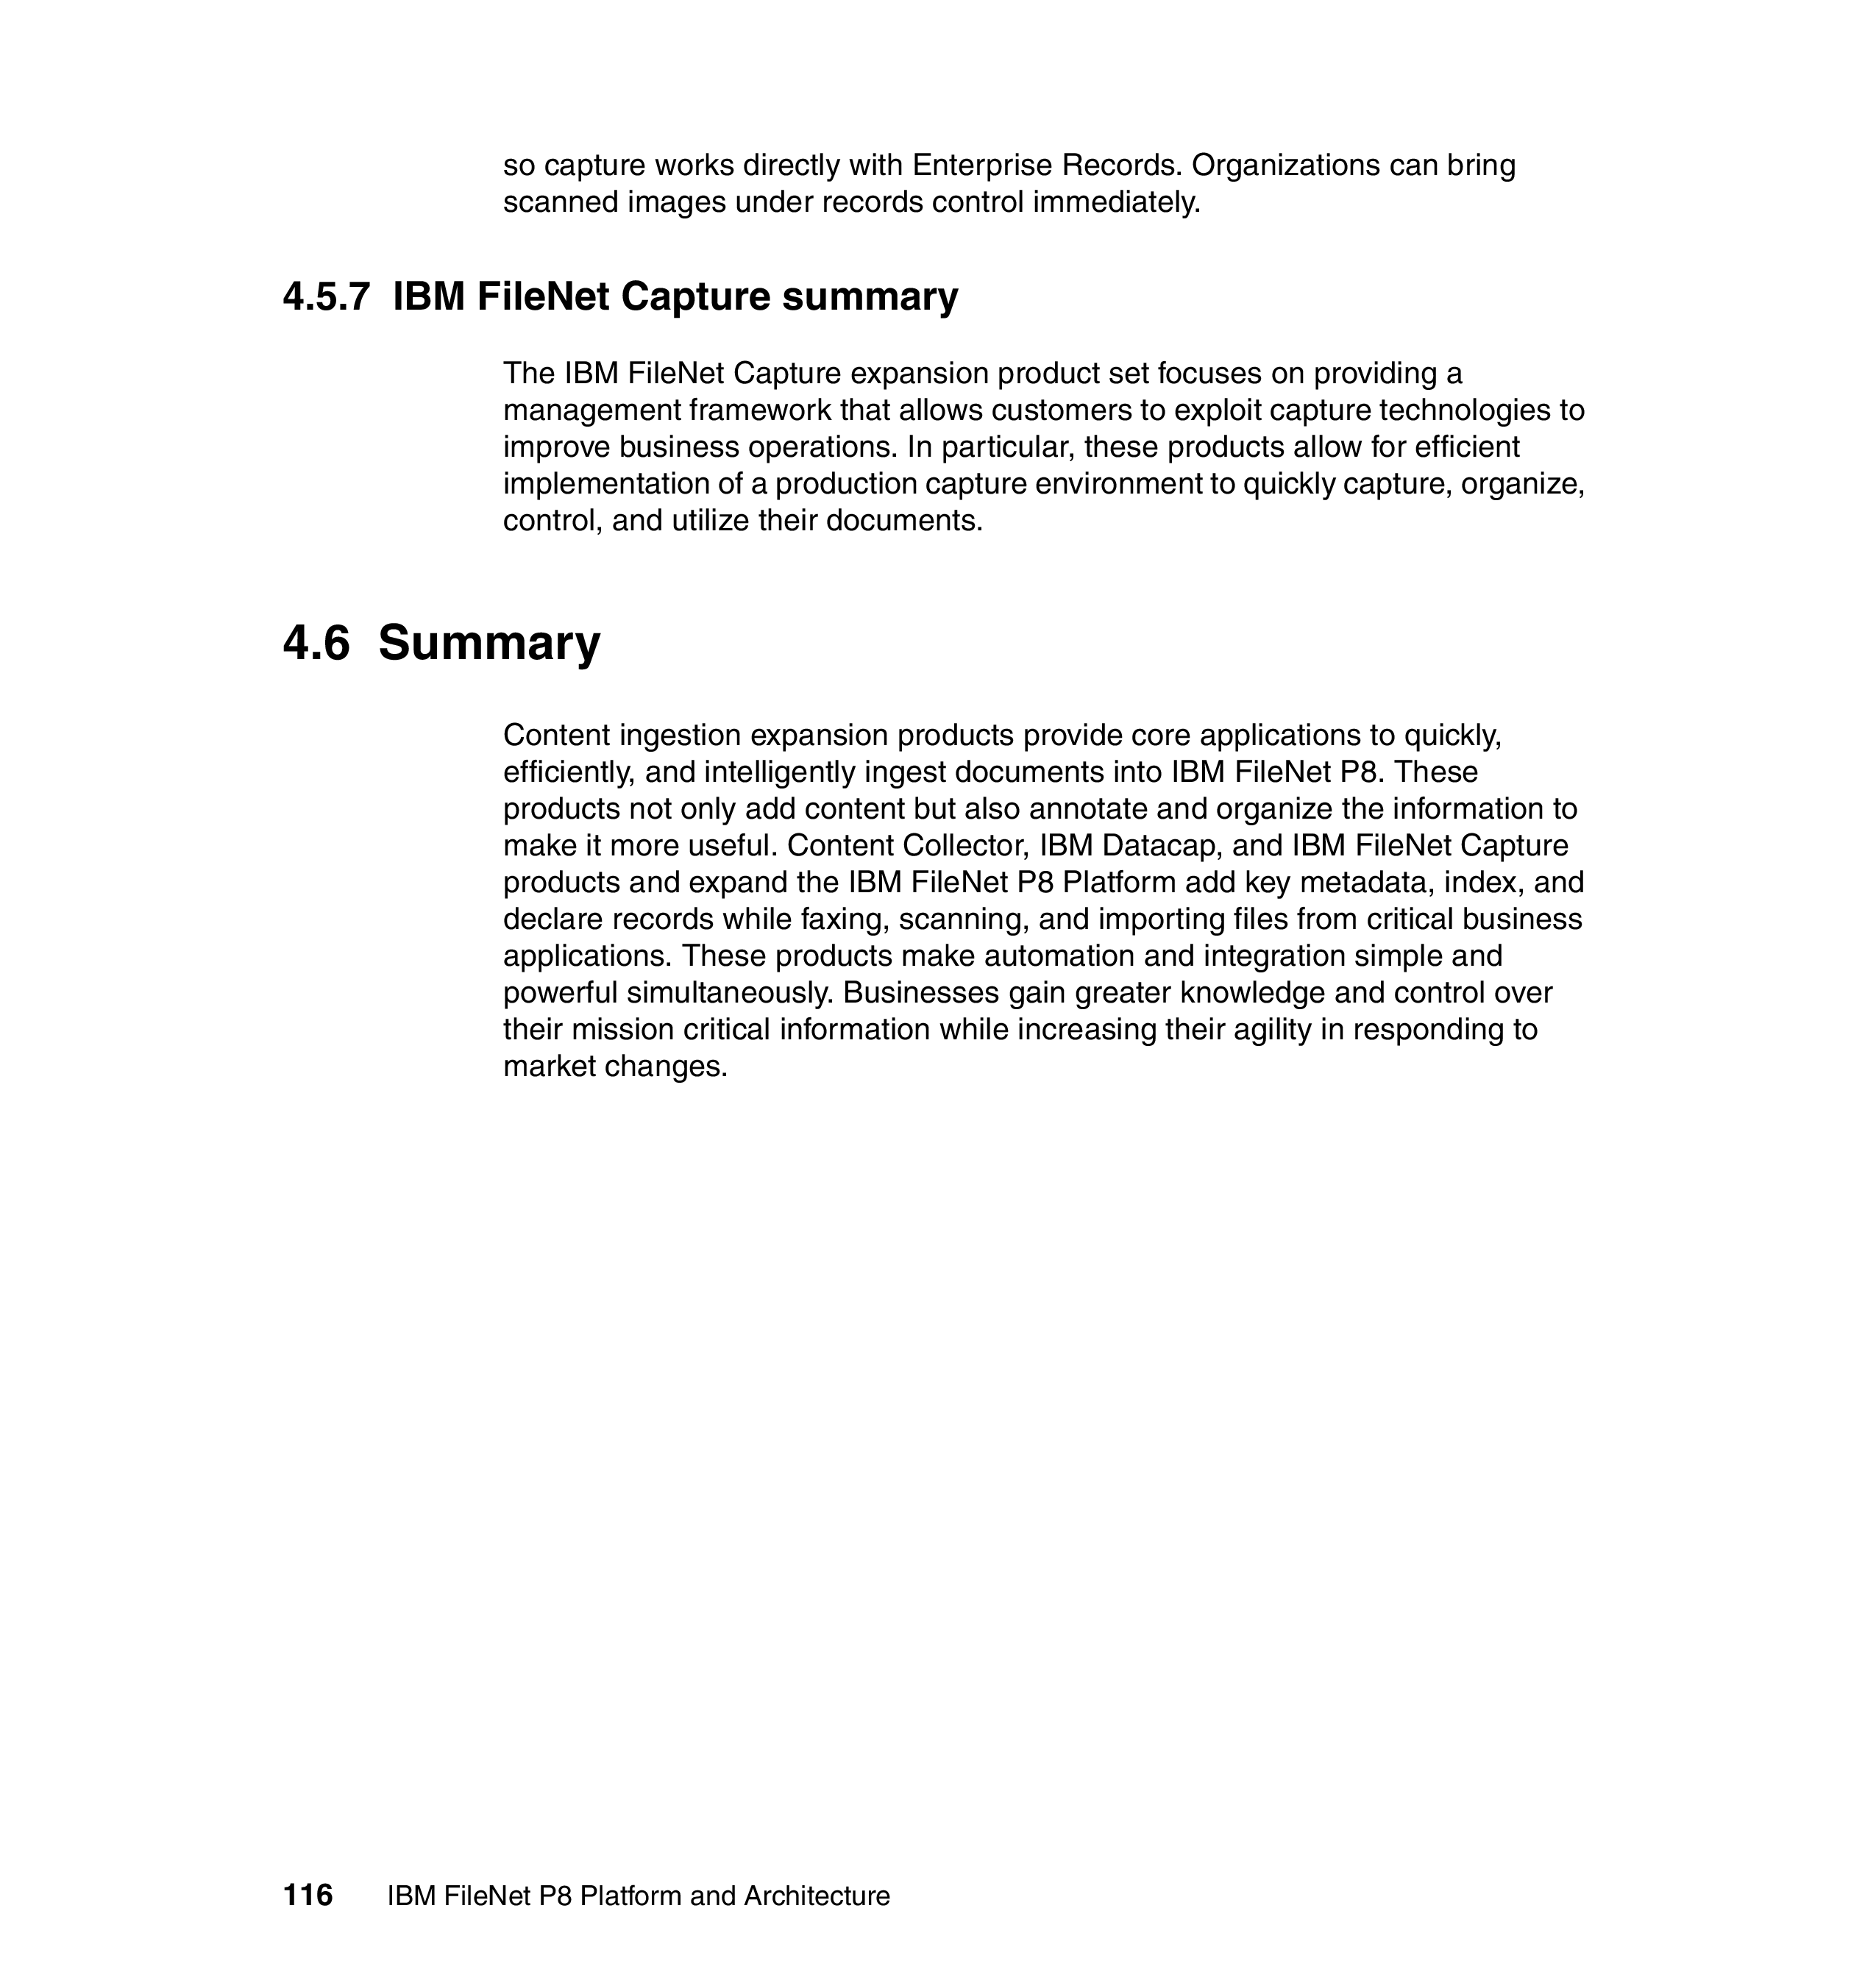 so capture works directly with Enterprise Records. Organizations can bring
scanned images under records control immediately.
4.5.7 IBM FileNet Capture summary
The IBM FileNet Capture expansion product set focuses on providing a
management framework that allows customers to exploit capture technologies to
improve business operations. In particular, these products allow for efficient
implementation of a production capture environment to quickly capture, organize,
control, and utilize their documents.
4.6 Summary
Content ingestion expansion products provide core applications to quickly,
efficiently, and intelligently ingest documents into IBM FileNet P8. These
products not only add content but also annotate and organize the information to
make it more useful. Content Collector, IBM Datacap, and IBM FileNet Capture
products and expand the IBM FileNet P8 Platform add key metadata, index, and
declare records while faxing, scanning, and importing files from critical business
applications. These products make automation and integration simple and
powerful simultaneously. Businesses gain greater knowledge and control over
their mission critical information while increasing their agility in responding to
market changes.
116 IBM FileNet P8 Platform and Architecture